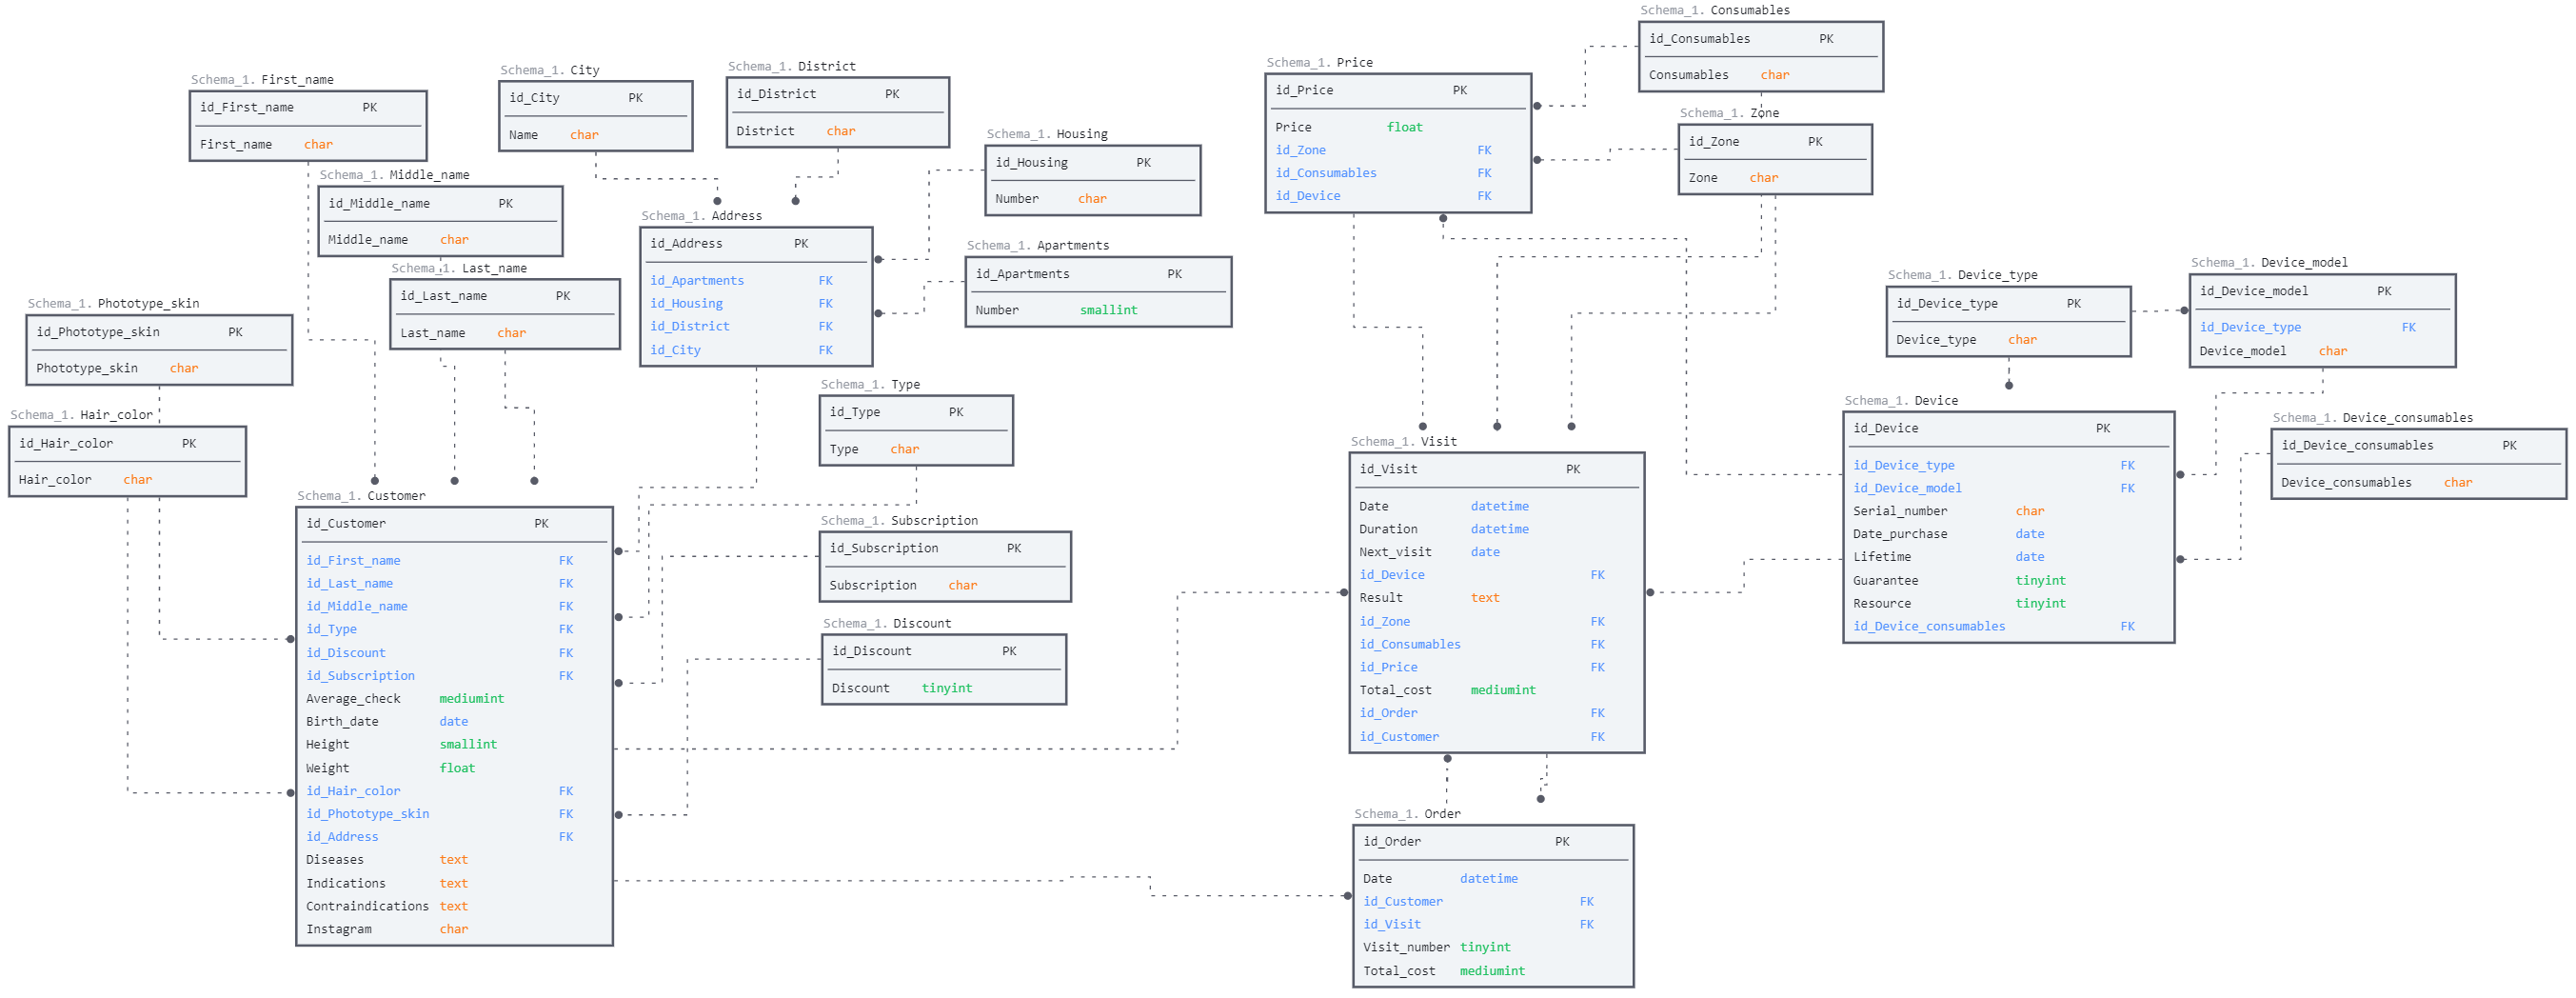 Schema_1. First_name
id_First_name PK
First_name char
Schema_1. City
id_City PK
Name char
Schema_1. District
id_District PK
District char
Schema_1. Housing
id_Housing PK
Number char
Schema_1. Middle_name
id_Middle_name PK
Middle_name char
Schema_1. Last_name
id_Last_name PK
Last_name char
Schema_1. Address
id_Address PK
id_Apartments FK
id_Housing FK
id_District FK
id_City FK
Schema_1. Apartments
id_Apartments PK
Number smallint
Schema_1. Phototype_skin
id_Phototype_skin PK
Phototype_skin char
Schema_1. Hair_color
id_Hair_color PK
Hair_color char
Schema_1. Type
id_Type PK
Type char
Schema_1. Customer
id_Customer PK
id_First_name FK
id_Last_name FK
id_Middle_name FK
id_Type FK
id_Discount FK
id_Subscription FK
Average_check mediumint
Birth_date date
Height smallint
Weight float
id_Hair_color FK
id_Phototype_skin FK
id_Address FK
Diseases text
Indications text
Contraindications text
Instagram char
Schema_1. Subscription
id_Subscription PK
Subscription char
Schema_1. Discount
id_Discount PK
Discount tinyint
Schema_1. Price
id_Price PK
Price float
id_Zone FK
id_Consumables FK
id_Device FK
Schema_1. Consumables
id_Consumables PK
Consumables char
Schema_1. Zone
id_Zone PK
Zone char
Schema_1. Device_type
id_Device_type PK
Device_type char
Schema_1. Device_model
id_Device_model PK
id_Device_type FK
Device_model char
Schema_1. Device
id_Device PK
id_Device_type FK
id_Device_model FK
Serial_number char
Date_purchase date
Lifetime date
Guarantee tinyint
Resource tinyint
id_Device_consumables FK
Schema_1. Device_consumables
id_Device_consumables PK
Device_consumables char
Schema_1. Visit
id_Visit PK
Date datetime
Duration datetime
Next_visit date
id_Device FK
Result text
id_Zone FK
id_Consumables FK
id_Price FK
Total_cost mediumint
id_Order FK
id_Customer FK
Schema_1. Order
id_Order PK
Date datetime
id_Customer FK
id_Visit FK
Visit_number tinyint
Total_cost mediumint